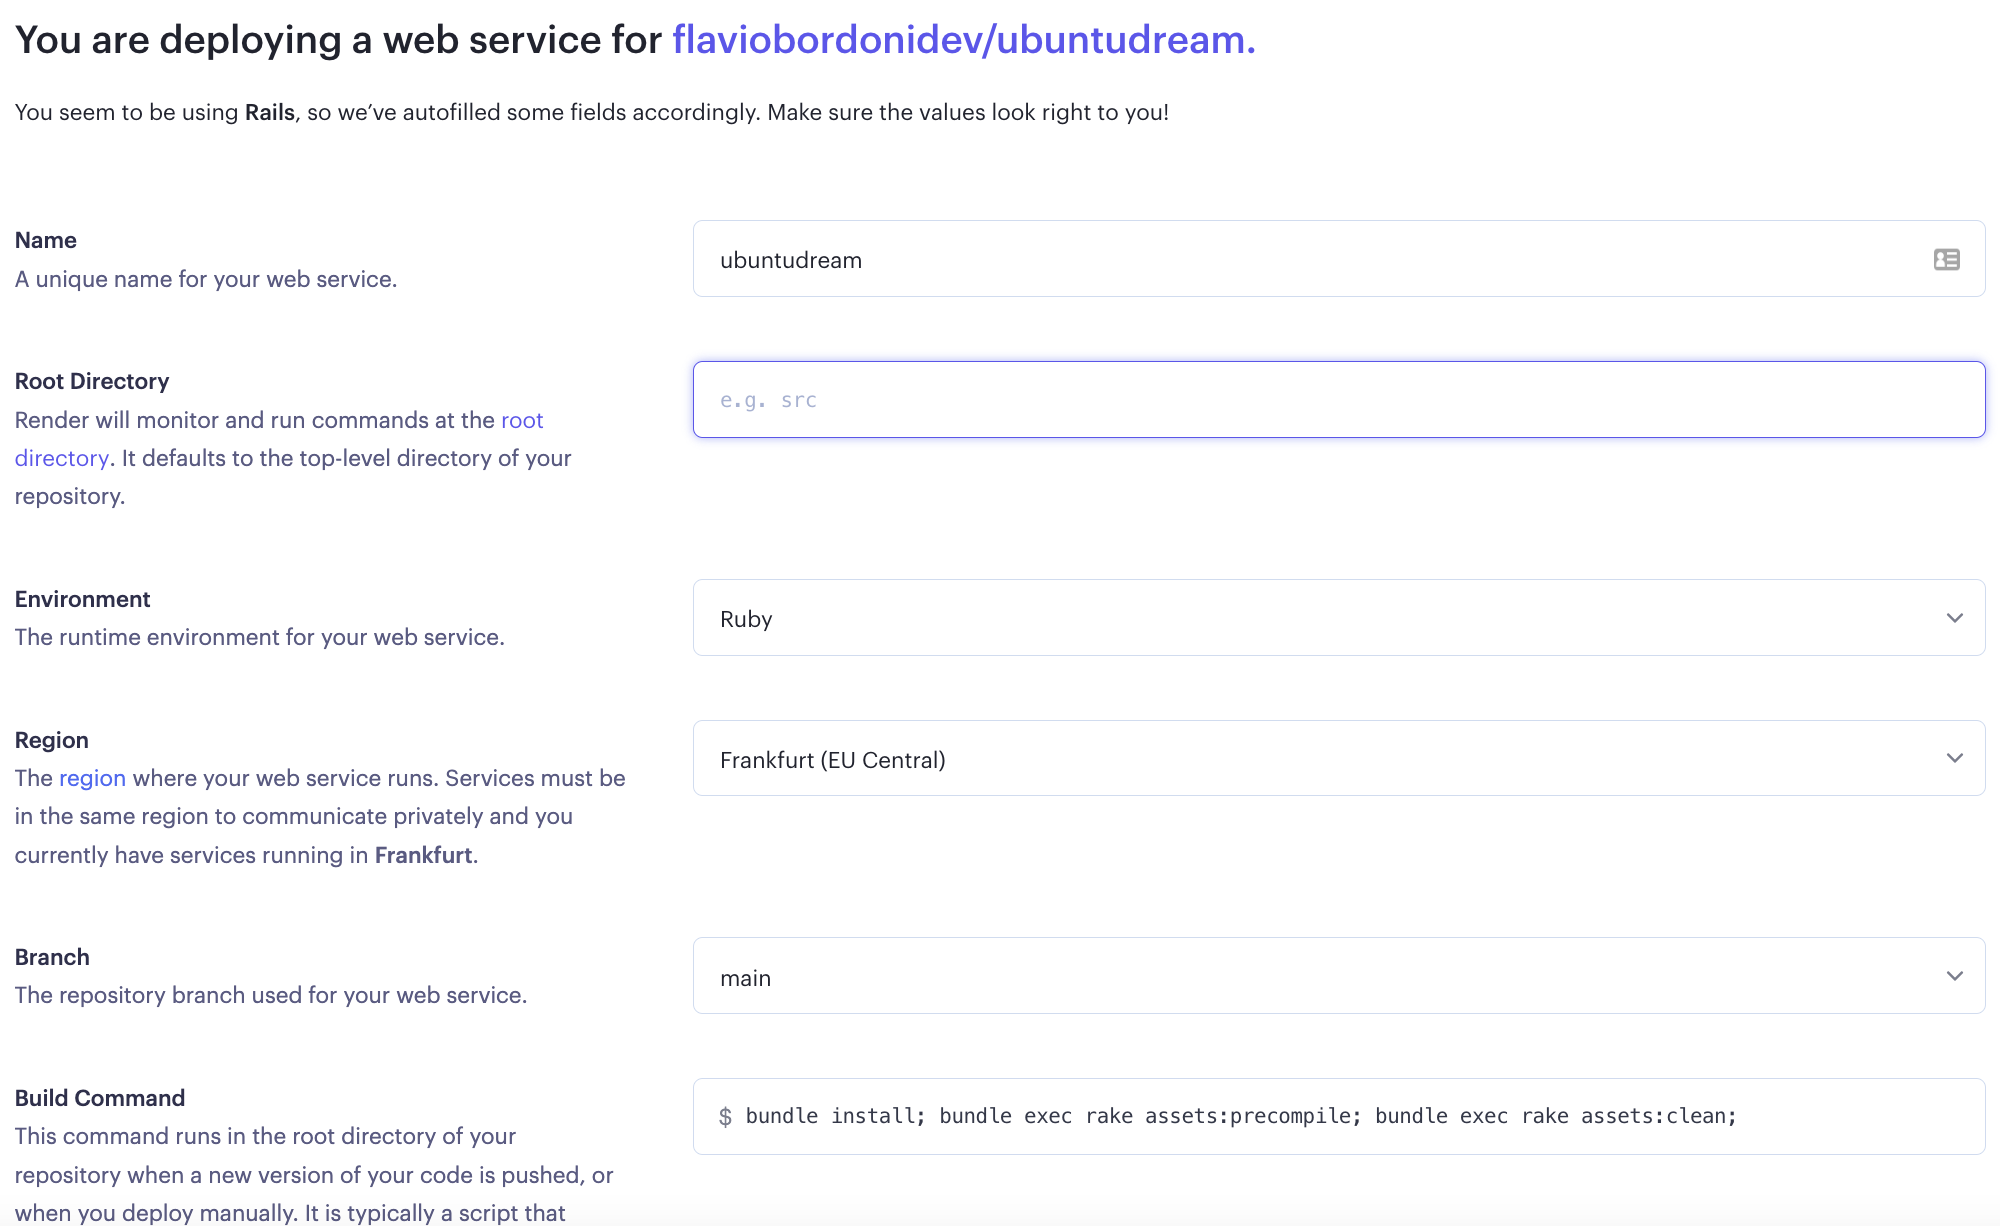 You are deploying a web service for flaviobordonidev/ubuntudream.
You seem to be using Rails, so we’ve autofilled some fields accordingly. Make sure the values look right to you!
Name
A unique name for your web service.
ubuntudream
Root Directory
Render will monitor and run commands at the root
directory. It defaults to the top-level directory of your
repository.
e.g. src
Environment
The runtime environment for your web service.
Ruby
Region
The region where your web service runs. Services must be
in the same region to communicate privately and you
currently have services running in Frankfurt.
Frankfurt (EU Central)
Branch
The repository branch used for your web service.
main
Build Command
This command runs in the root directory of your
repository when a new version of your code is pushed, or
when you deploy manually. It is typically a script that
$ bundle install; bundle exec rake assets:precompile; bundle exec rake assets:clean;